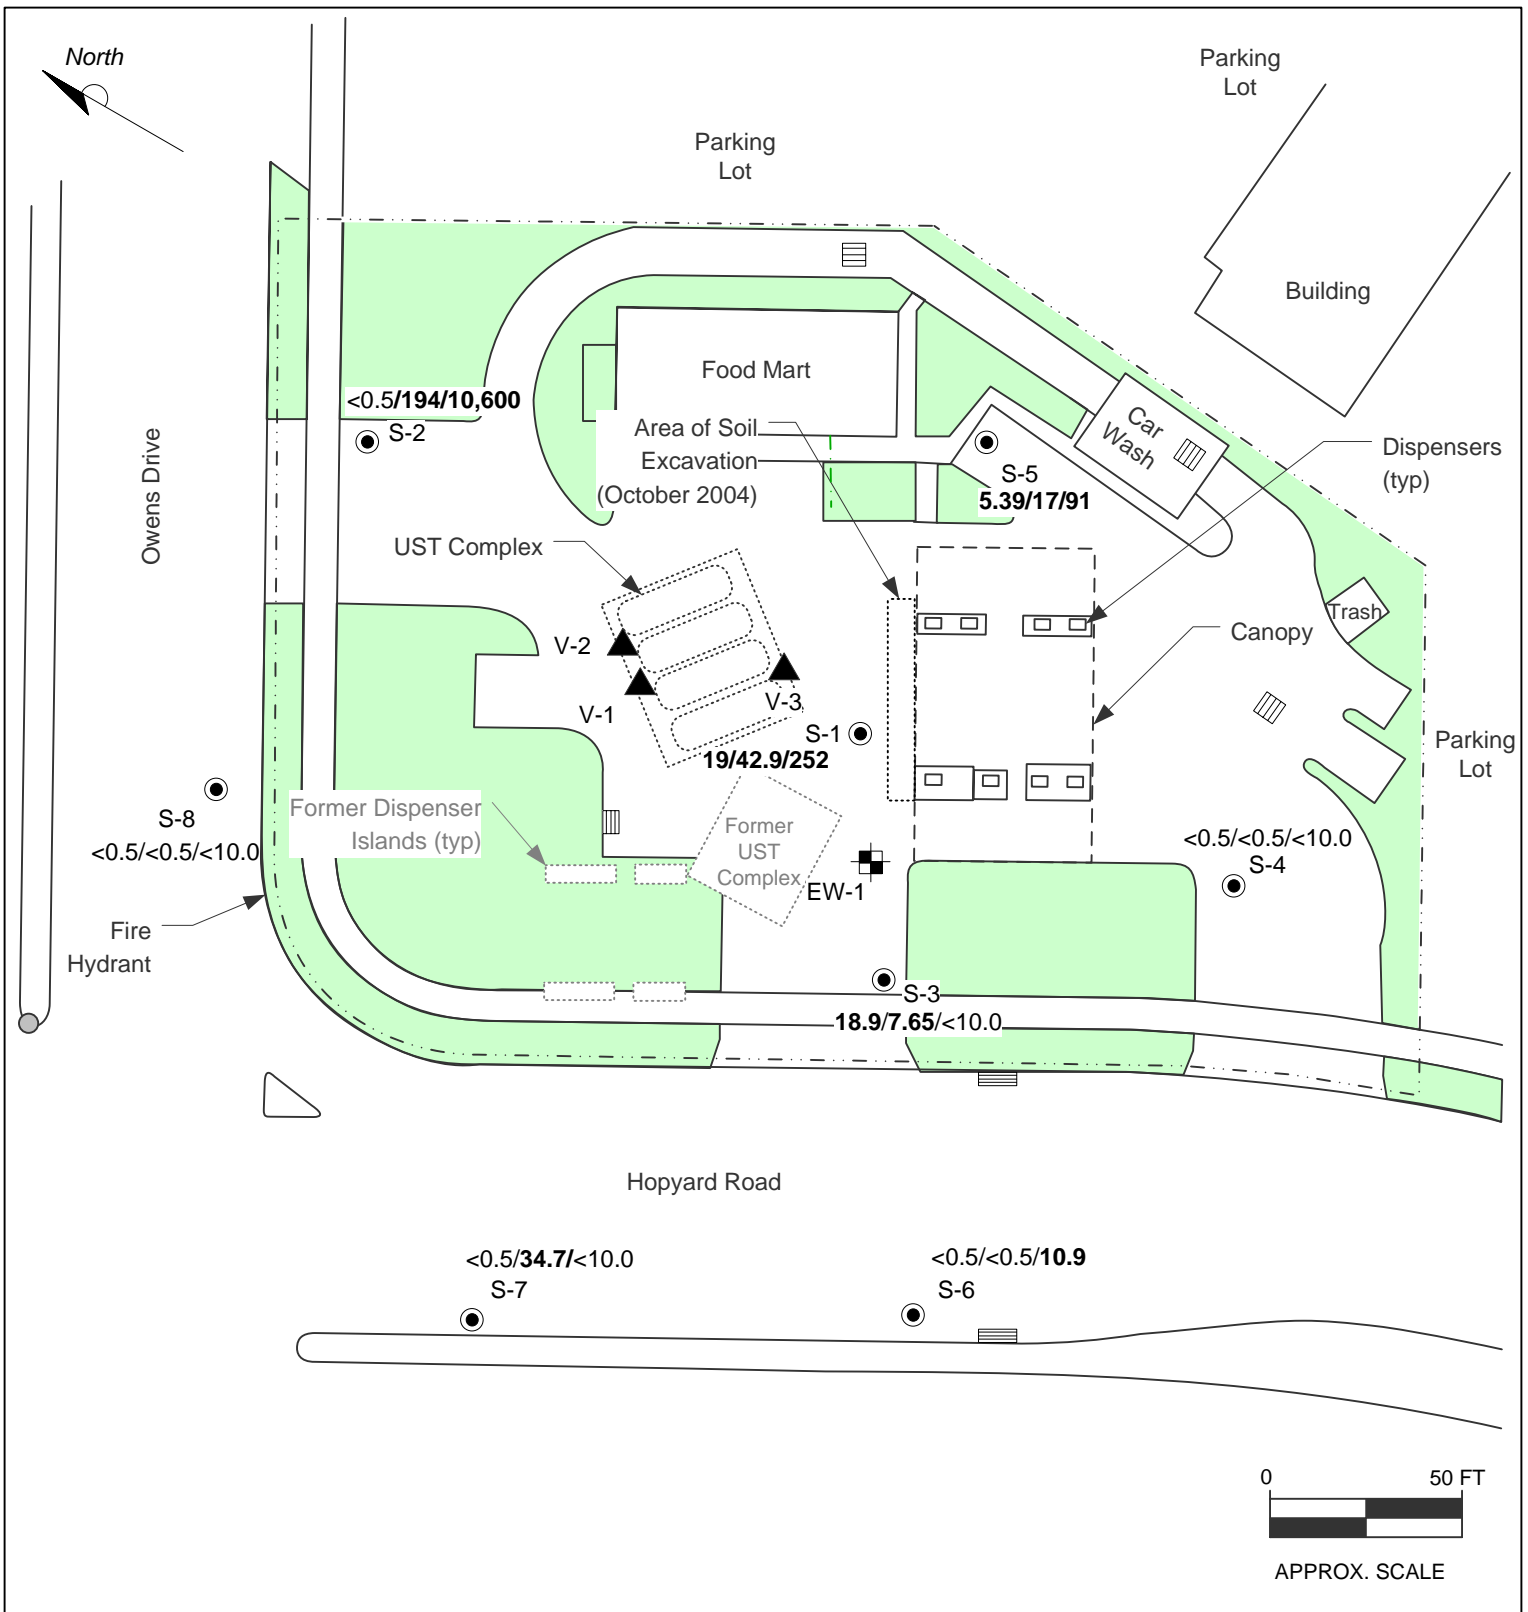 North
Parking
Lot
Parking
Lot
Building
Food Mart
<0.5/194/10,600
S-2
Area of Soil
Excavation
(October 2004)
Car
Wash
S-5
5.39/17/91
Dispensers
(typ)
Owens Drive
UST Complex
Trash
Canopy
V-2
V-1
V-3
S-1
19/42.9/252
Parking
Lot
S-8
<0.5/<0.5/<10.0
Former Dispenser
Islands (typ)
Former
UST
Complex
EW-1
<0.5/<0.5/<10.0
S-4
Fire
Hydrant
S-3
18.9/7.65/<10.0
Hopyard Road
<0.5/34.7/<10.0
S-7
<0.5/<0.5/10.9
S-6
0 50 FT
APPROX. SCALE